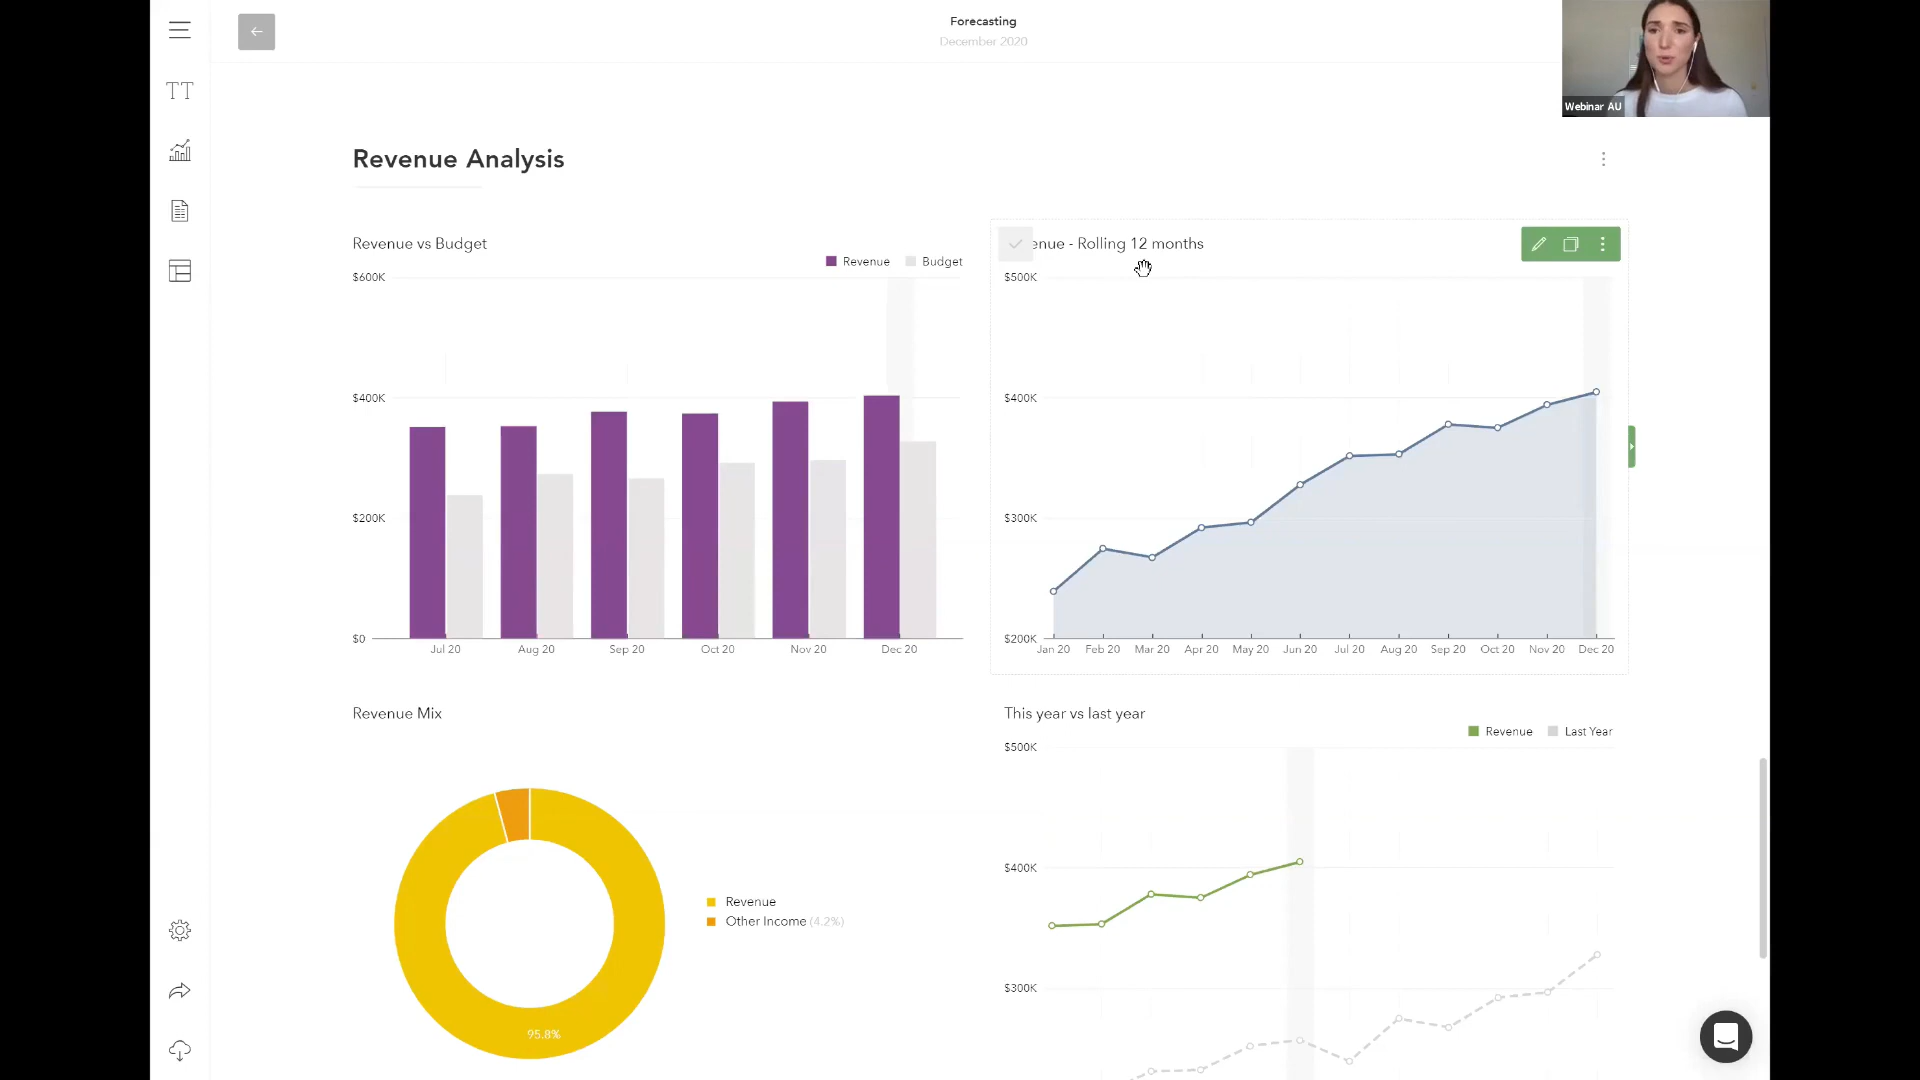 Forecasting
December 2020
Webinar AU
TT
Revenue Analysis
Revenue vs Budget
Revenue Budget
$600K
$400K
$200K
$0
Jul 20 Aug 20 Sep 20 Oct 20 Nov 20 Dec 20
enue - Rolling 12 months
$500K
$400K
$300K
$200K
Jan 20 Feb 20 Mar 20 Apr 20 May 20 Jun 20 Jul 20 Aug 20 Sep 20 Oct 20 Nov 20 Dec 20
Revenue Mix
95.8%
Revenue
Other Income (4.2%)
This year vs last year
Revenue Last Year
$500K
$400K
$300K